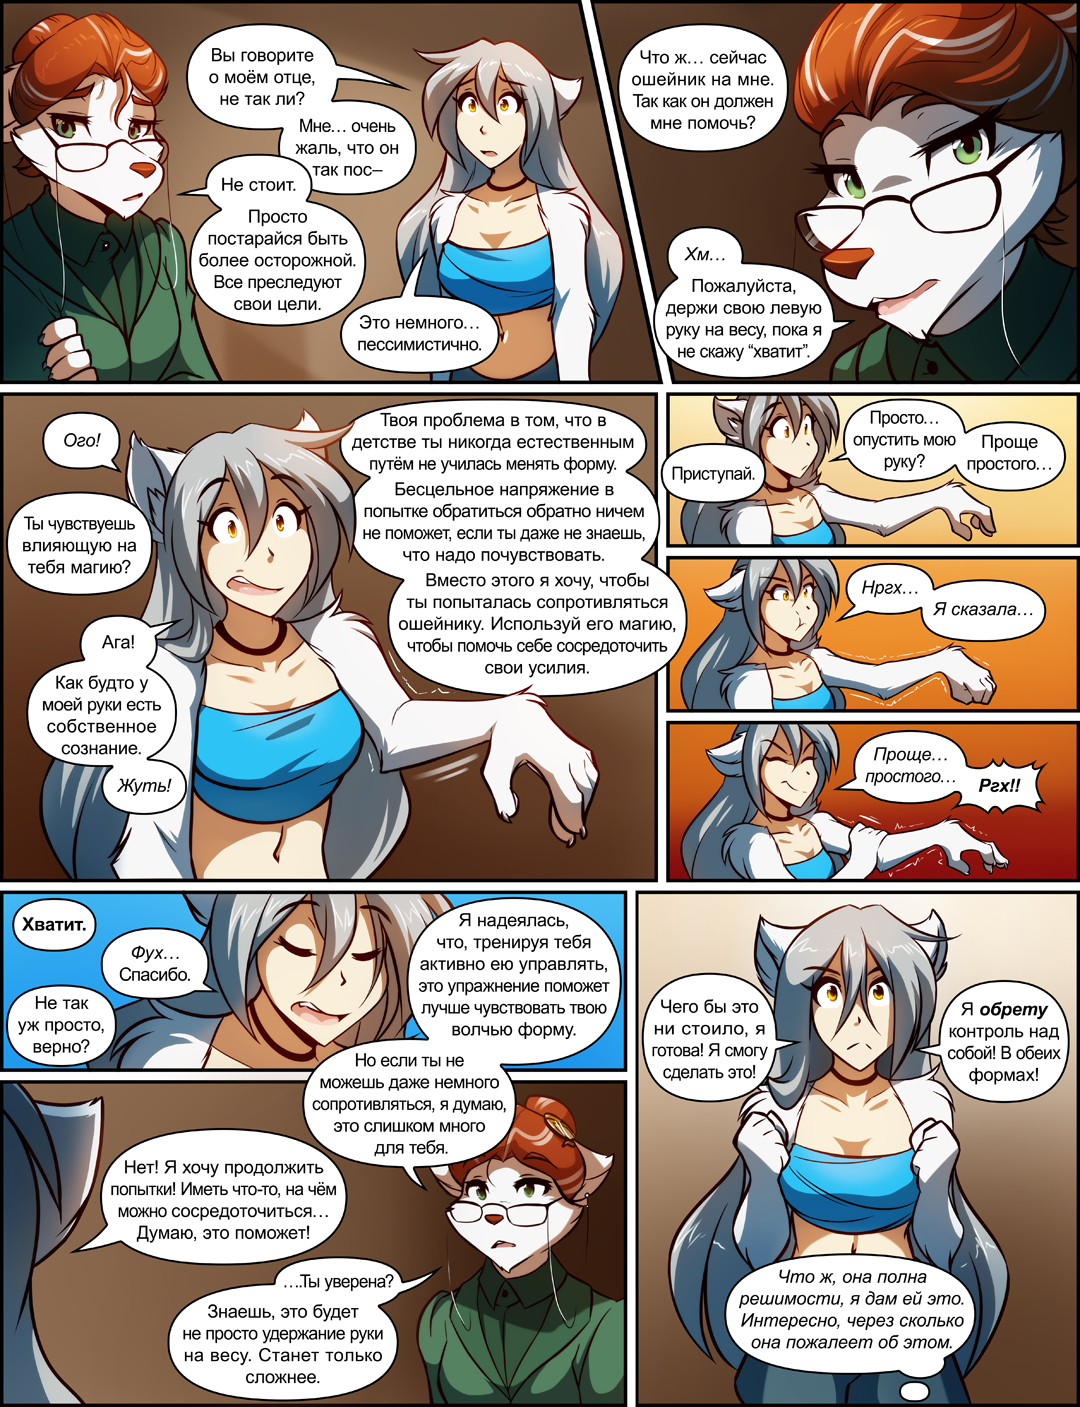 Вы говорите
о моём отце,
не так ли?
Мне… очень
жаль, что он
так пос–
Не стоит.
Просто
постарайся быть
более осторожной.
Все преследуют
свои цели.
Это немного…
пессимистично.
Что ж… сейчас
ошейник на мне.
Так как он должен
мне помочь?
Хм…
Пожалуйста,
держи свою левую
руку на весу, пока я
не скажу “хватит”.
Ого!
Ты чувствуешь
влияющую на
тебя магию?
Ага!
Как будто у
моей руки есть
собственное
сознание.
Жуть!
Твоя проблема в том, что в
детстве ты никогда естественным
путём не училась менять форму.
Бесцельное напряжение в
попытке обратиться обратно ничем
не поможет, если ты даже не знаешь,
что надо почувствовать.
Вместо этого я хочу, чтобы
ты попыталась сопротивляться
ошейнику. Используй его магию,
чтобы помочь себе сосредоточить
свои усилия.
Приступай.
Просто…
опустить мою
руку?
Проще
простого…
Нргх…
Я сказала…
Проще…
простого…
Ргх!!
Хватит.
Фух…
Спасибо.
Не так
уж просто,
верно?
Я надеялась,
что, тренируя тебя
активно ею управлять,
это упражнение поможет
лучше чувствовать твою
волчью форму.
Но если ты не
можешь даже немного
сопротивляться, я думаю,
это слишком много
для тебя.
Нет! Я хочу продолжить
попытки! Иметь что-то, на чём
можно сосредоточиться…
Думаю, это поможет!
…Ты уверена?
Знаешь, это будет
не просто удержание руки
на весу. Станет только
сложнее.
Чего бы это
ни стоило, я
готова! Я смогу
сделать это!
Я обрету
контроль над
собой! В обеих
формах!
Что ж, она полна
решимости, я дам ей это.
Интересно, через сколько
она пожалеет об этом.